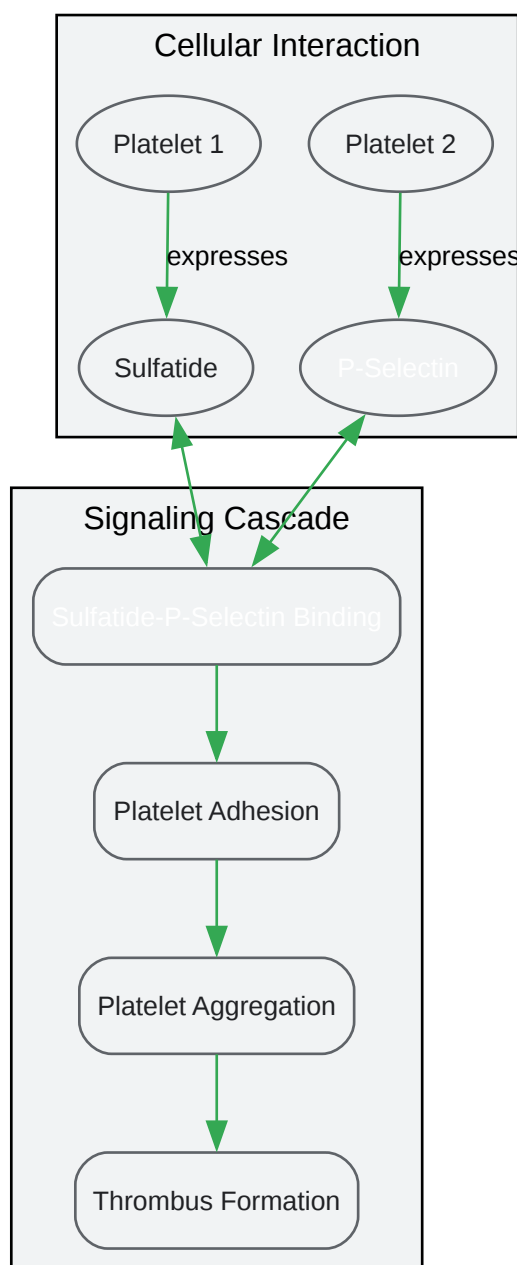 Cellular Interaction
Platelet 1
Platelet 2
expresses
expresses
Sulfatide
P-Selectin
Signaling Cascade
Sulfatide-P-Selectin Binding
Platelet Adhesion
Platelet Aggregation
Thrombus Formation